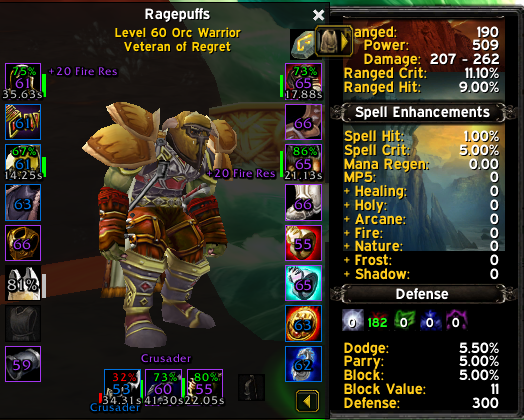 Ragepuffs
Level 60 Orc Warrior
Veteran of Regret
75%
61
35.63s
+20 Fire Res
61
67%
61
14.25s
63
66
81%
59
73%
65
17.88s
66
+20 Fire Res
86%
65
21.13s
66
55
65
63
62
Crusader
32%
53
34.31s
Crusader
73%
60
41.30s
80%
55
22.05s
Ranged: 190
Power: 509
Damage: 207 - 262
Ranged Crit: 11.10%
Ranged Hit: 9.00%
Spell Enhancements
Spell Hit: 1.00%
Spell Crit: 5.00%
Mana Regen: 0.00
MP5: 0
+ Healing: 0
+ Holy: 0
+ Arcane: 0
+ Fire: 0
+ Nature: 0
+ Frost: 0
+ Shadow: 0
Defense
0 182 0 0 0
Dodge: 5.50%
Parry: 5.00%
Block: 5.00%
Block Value: 11
Defense: 300